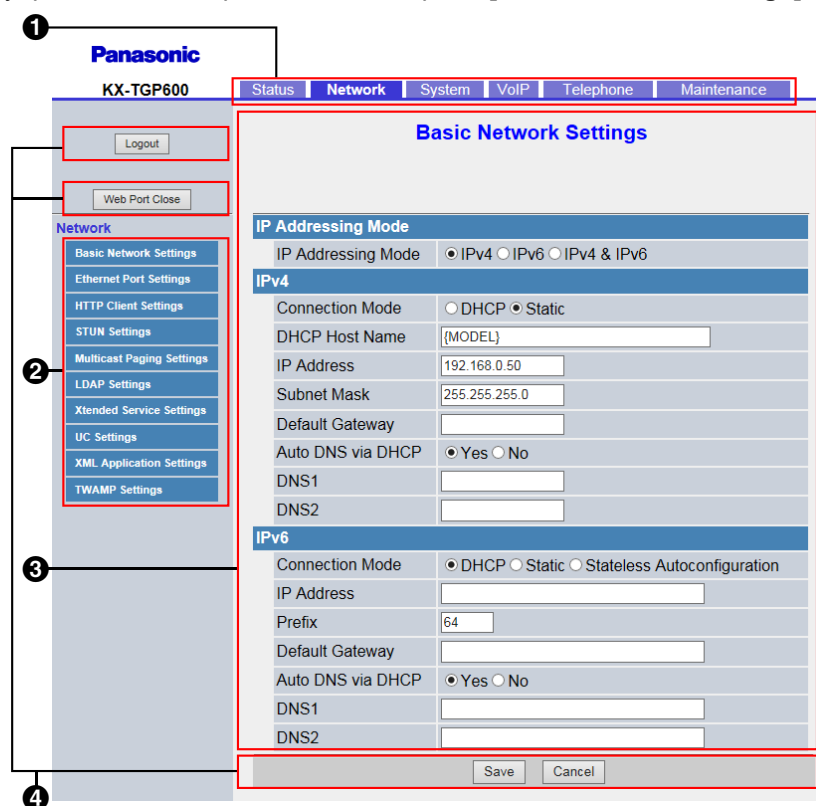 ❶
Panasonic
KX-TGP600
Status Network System VoIP Telephone Maintenance
Logout
Web Port Close
Network
Basic Network Settings
Ethernet Port Settings
HTTP Client Settings
STUN Settings
Multicast Paging Settings
LDAP Settings
Xtended Service Settings
UC Settings
XML Application Settings
TWAMP Settings
❷
Basic Network Settings
IP Addressing Mode
IP Addressing Mode IPv4 IPv6 IPv4 & IPv6
IPv4
Connection Mode DHCP Static
DHCP Host Name {MODEL}
IP Address 192.168.0.50
Subnet Mask 255.255.255.0
Default Gateway
Auto DNS via DHCP Yes No
DNS1
DNS2
IPv6
❸
Connection Mode DHCP Static Stateless Autoconfiguration
IP Address
Prefix 64
Default Gateway
Auto DNS via DHCP Yes No
DNS1
DNS2
Save Cancel
❹